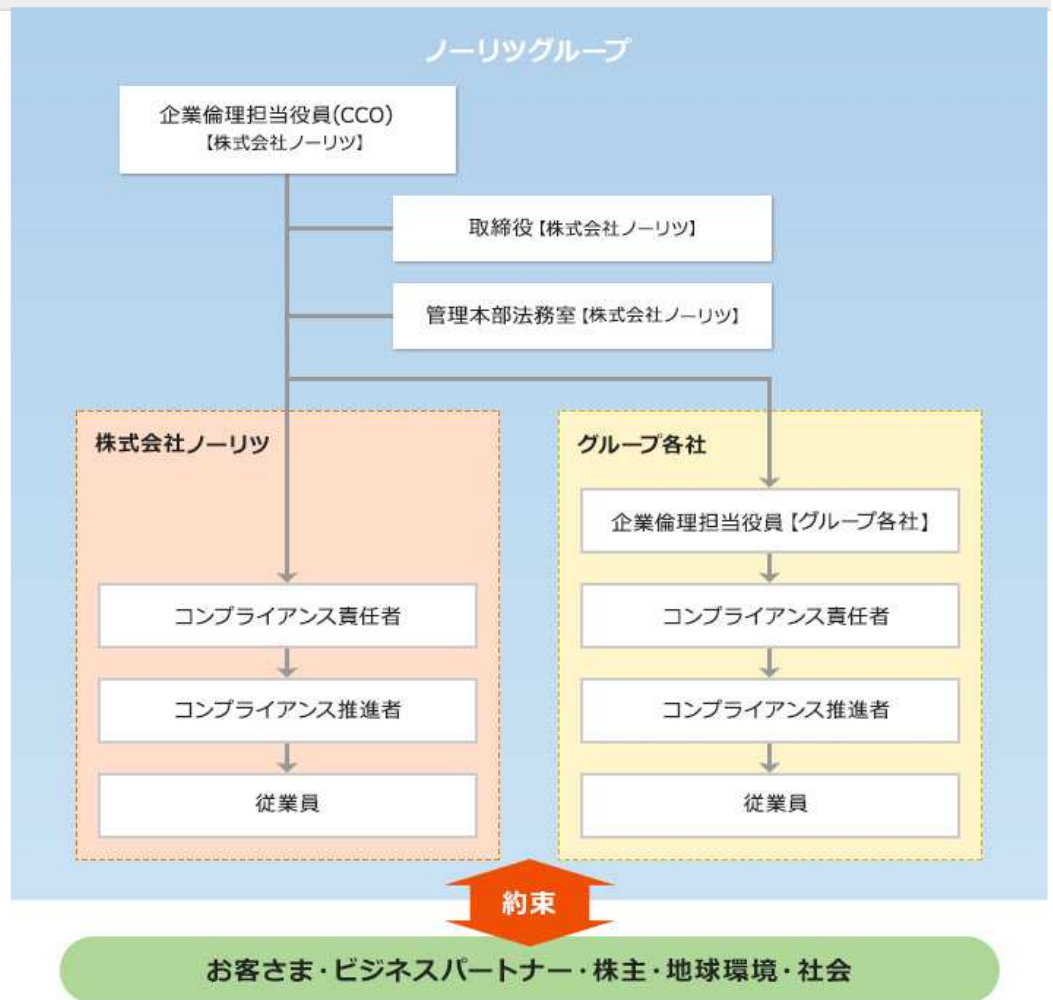 ノーリツグループ
企業倫理担当役員(CCO)
【株式会社ノーリツ】
取締役【株式会社ノーリツ】
管理本部法務室【株式会社ノーリツ】
株式会社ノーリツ
コンプライアンス責任者
コンプライアンス推進者
従業員
グループ各社
企業倫理担当役員【グループ各社】
コンプライアンス責任者
コンプライアンス推進者
従業員
約束
お客さま・ビジネスパートナー・株主・地球環境・社会